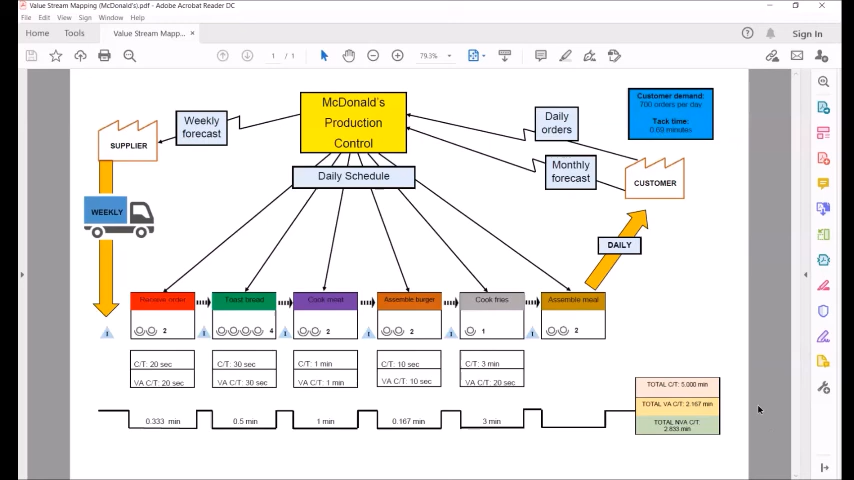 Value Stream Mapping (McDonald's).pdf - Adobe Acrobat Reader DC
File Edit View Sign Window Help
Home Tools Value Stream Mapp... ×
Sign In
1 / 1
79.3%
McDonald's
Production
Control
Daily Schedule
Weekly
forecast
SUPPLIER
WEEKLY
Daily
orders
Monthly
forecast
Customer demand:
700 orders per day
Tack time:
0.69 minutes
CUSTOMER
DAILY
Receive order
Toast bread
Cook meat
Assemble burger
Cook fries
Assemble meal
I
2
I
4
I
2
I
2
I
1
I
2
C/T: 20 sec
VA C/T: 20 sec
C/T: 30 sec
VA C/T: 30 sec
C/T: 1 min
VA C/T: 1 min
C/T: 10 sec
VA C/T: 10 sec
C/T: 3 min
VA C/T: 20 sec
0.333 min
0.5 min
1 min
0.167 min
3 min
TOTAL C/T: 5.000 min
TOTAL VA C/T: 2.167 min
TOTAL NVA C/T:
2.833 min